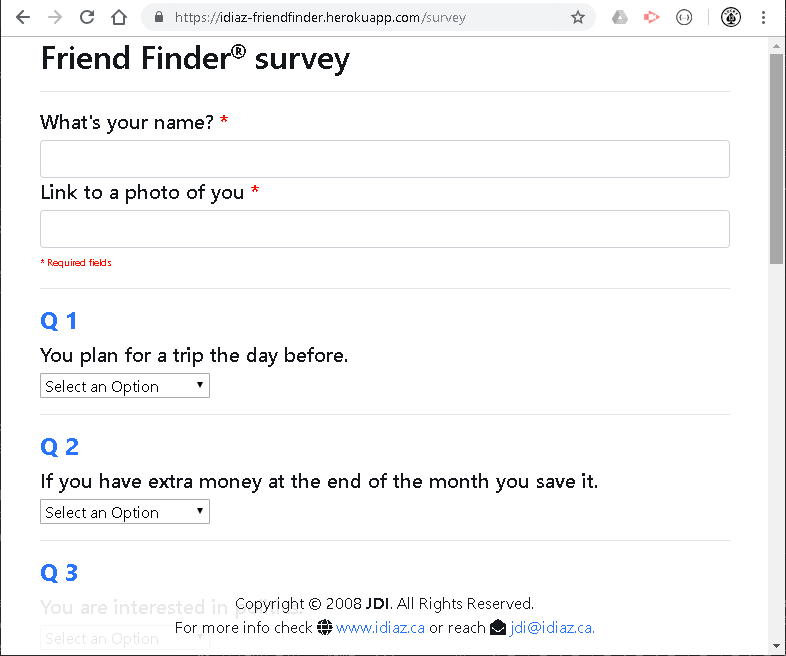 https://idiaz-friendfinder.herokuapp.com/survey
Friend Finder® survey
What's your name? *
Link to a photo of you *
* Required fields
Q 1
You plan for a trip the day before.
Select an Option
Q 2
If you have extra money at the end of the month you save it.
Select an Option
Q 3
You are interested in
Copyright © 2008 JDI. All Rights Reserved.
Select an Option
For more info check www.idiaz.ca or reach jdi@idiaz.ca.